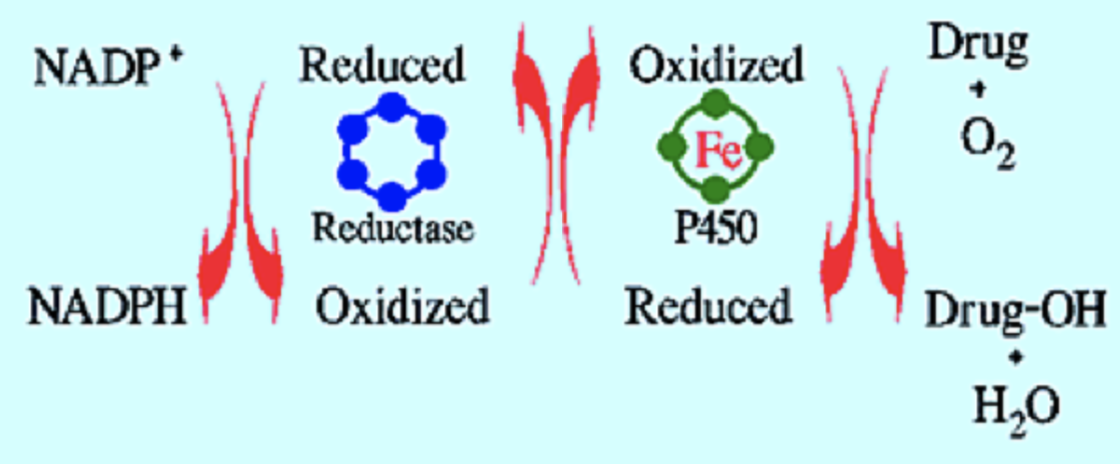 NADP+
Reduced
Oxidized
Drug
+
O2
Fe
Reductase
P450
NADPH
Oxidized
Reduced
Drug-OH
+
H2O